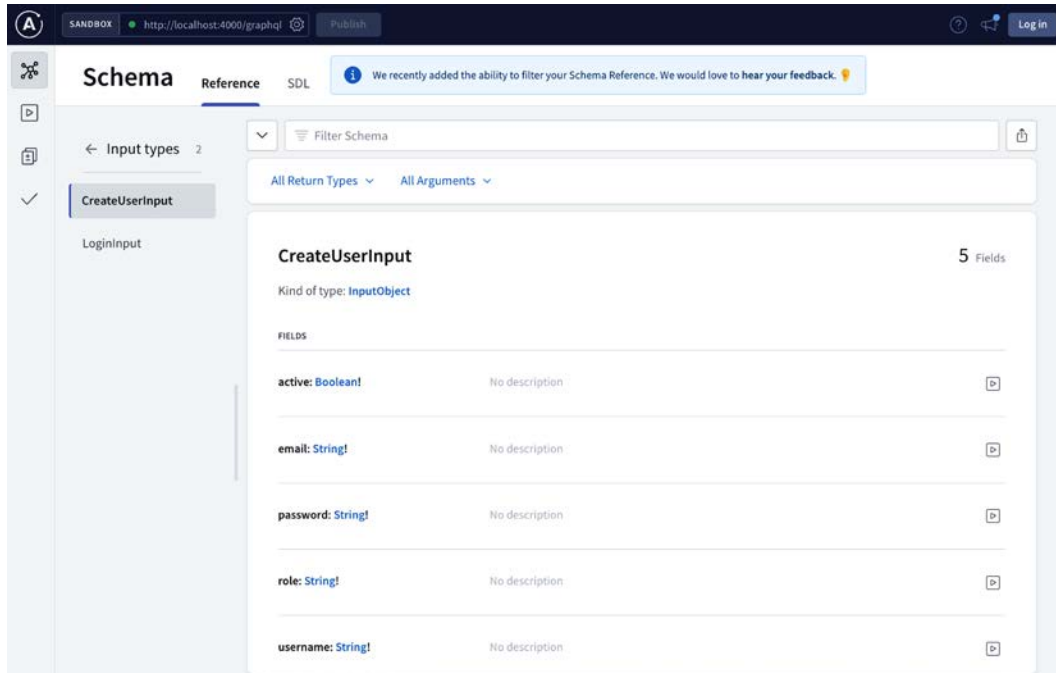 A SANDBOX http://localhost:4000/graphql Publish ? Log in
Schema Reference SDL We recently added the ability to filter your Schema Reference. We would love to hear your feedback.
← Input types 2
Filter Schema
All Return Types All Arguments
CreateUserInput
LoginInput
CreateUserInput 5 Fields
Kind of type: InputObject
FIELDS
active: Boolean! No description
email: String! No description
password: String! No description
role: String! No description
username: String! No description